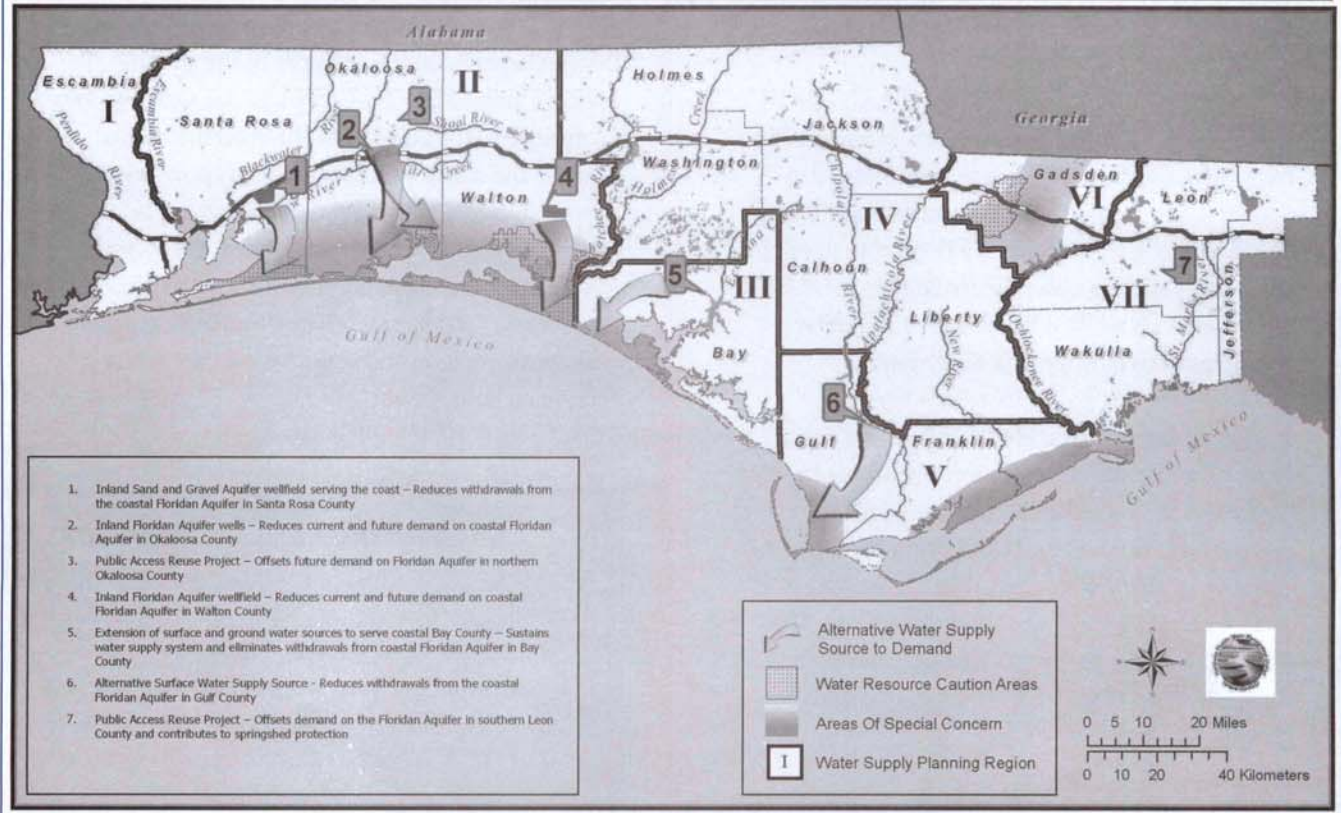 Alabama
Escambia
Okaloosa
II
Holmes
I
3
Santa Rosa
2
Shoal River
Jackson
Georgia
Escambia River
Perdido
River
River
Blackwater
Creek
Washington
Gadsden
VI
Leon
1
River
Creek
4
Walton
Holmes
Chipola
IV
5
Calhoun
III
7
VII
Jefferson
St. Marks River
River
Apalachicola River
Liberty
Gulf of Mexico
Bay
New River
Ochlockonee River
Wakulla
6
Gulf
Franklin
V
Gulf of Mexico
1. Inland Sand and Gravel Aquifer wellfield serving the coast – Reduces withdrawals from
the coastal Floridan Aquifer in Santa Rosa County
2. Inland Floridan Aquifer wells – Reduces current and future demand on coastal Floridan
Aquifer in Okaloosa County
3. Public Access Reuse Project – Offsets future demand on Floridan Aquifer in northern
Okaloosa County
4. Inland Floridan Aquifer wellfield – Reduces current and future demand on coastal
Floridan Aquifer in Walton County
5. Extension of surface and ground water sources to serve coastal Bay County – Sustains
water supply system and eliminates withdrawals from coastal Floridan Aquifer in Bay
County
6. Alternative Surface Water Supply Source - Reduces withdrawals from the coastal
Floridan Aquifer in Gulf County
7. Public Access Reuse Project – Offsets demand on the Floridan Aquifer in southern Leon
County and contributes to springshed protection
Alternative Water Supply
Source to Demand
Water Resource Caution Areas
Areas Of Special Concern
I Water Supply Planning Region
0 5 10 20 Miles
0 10 20 40 Kilometers